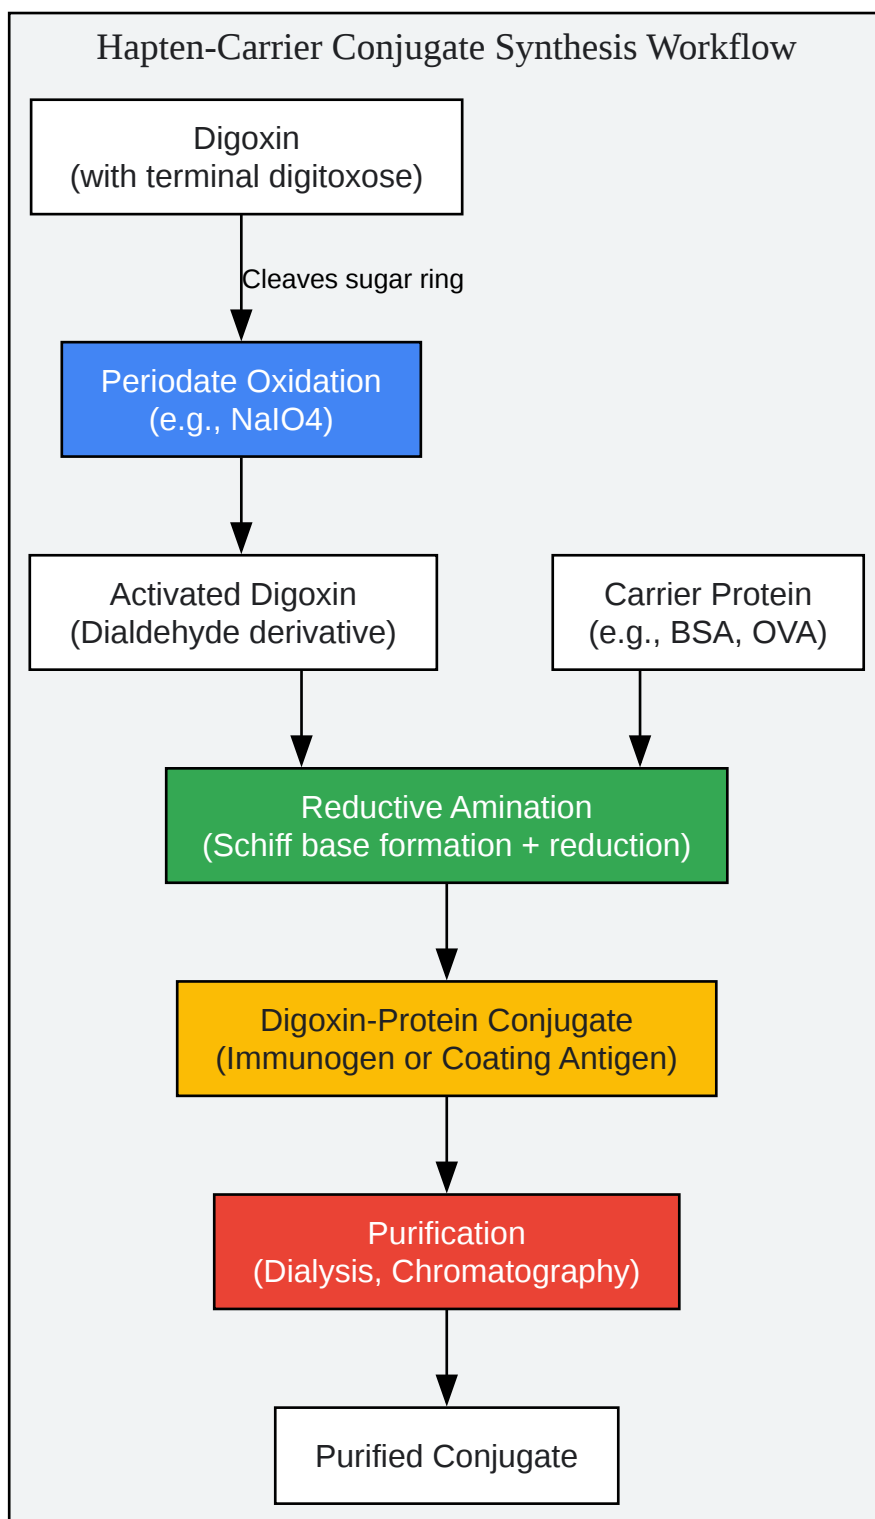 Hapten-Carrier Conjugate Synthesis Workflow
Digoxin
(with terminal digitoxose)
Cleaves sugar ring
Periodate Oxidation
(e.g., NaIO4)
Activated Digoxin
(Dialdehyde derivative)
Carrier Protein
(e.g., BSA, OVA)
Reductive Amination
(Schiff base formation + reduction)
Digoxin-Protein Conjugate
(Immunogen or Coating Antigen)
Purification
(Dialysis, Chromatography)
Purified Conjugate